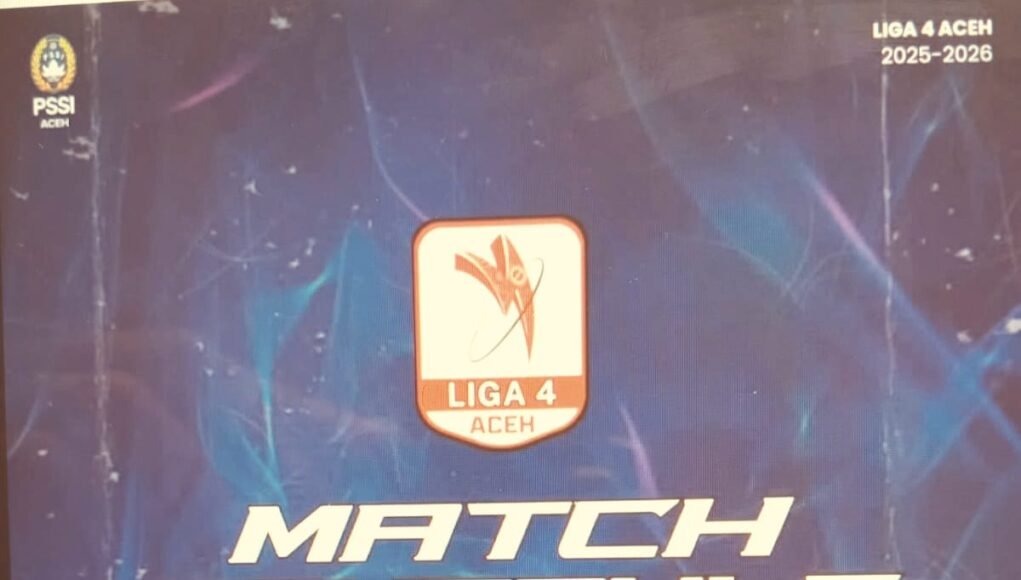 PSSI
ACEH
LIGA 4 ACEH
2025-2026
LIGA 4
ACEH
MATCH